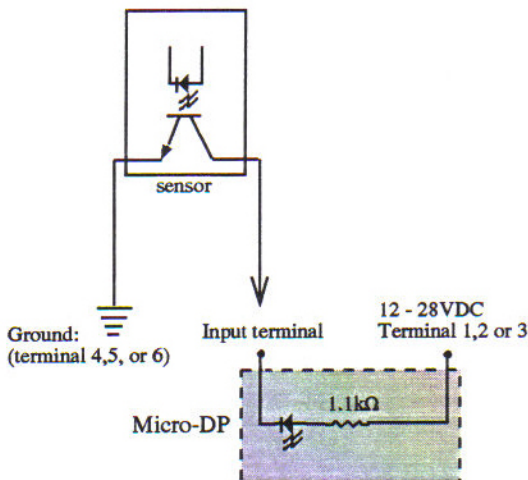 sensor
Ground:
(terminal 4,5, or 6)
Input terminal
12 - 28VDC
Terminal 1,2 or 3
Micro-DP
1.1kΩ